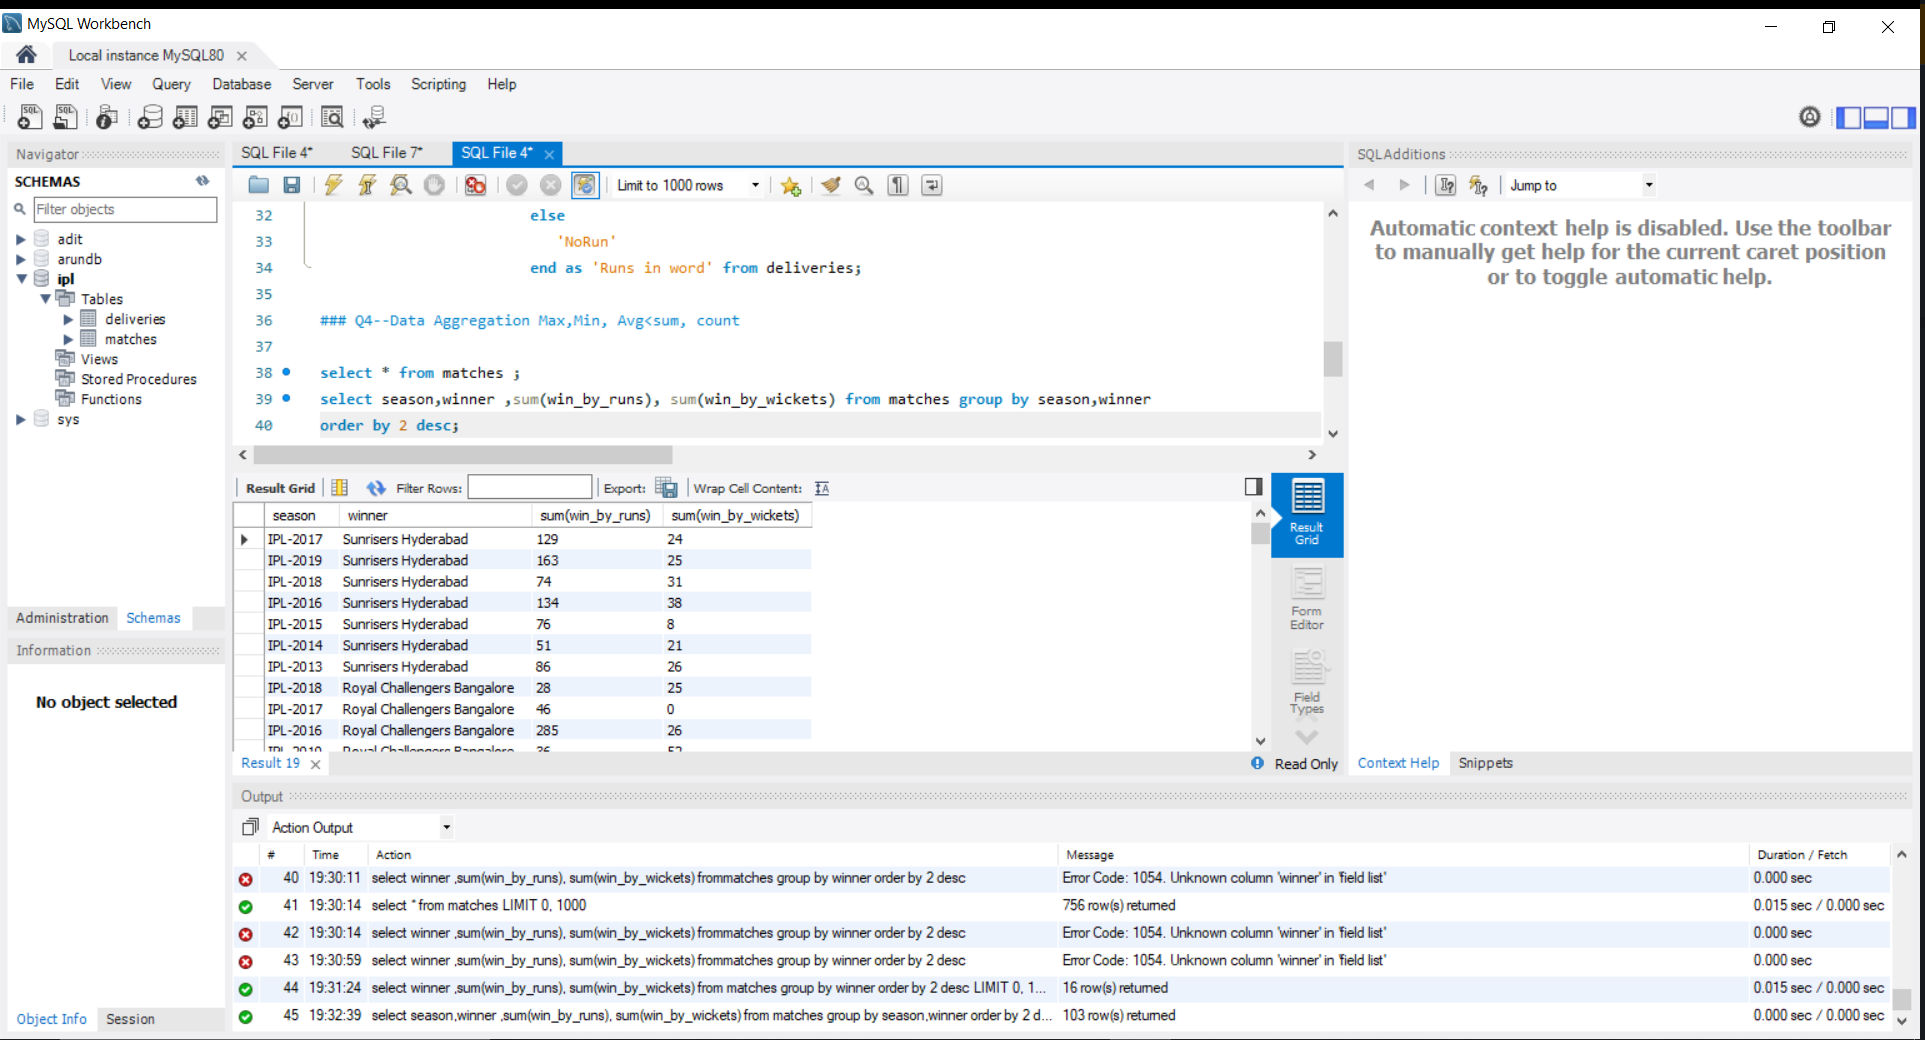 MySQL Workbench
Local instance MySQL80
File Edit View Query Database Server Tools Scripting Help
Navigator
SCHEMAS
Filter objects
adit
arundb
ipl
Tables
deliveries
matches
Views
Stored Procedures
Functions
sys
Administration Schemas
Information
No object selected
Object Info Session
SQL File 4* SQL File 7* SQL File 4*
Limit to 1000 rows
32 else
33 'NoRun'
34 end as 'Runs in word' from deliveries;
35
36 ### Q4--Data Aggregation Max,Min, Avg<sum, count
37
38 select * from matches ;
39 select season,winner ,sum(win_by_runs), sum(win_by_wickets) from matches group by season,winner
40 order by 2 desc;
Result Grid Filter Rows: Export: Wrap Cell Content:
season winner sum(win_by_runs) sum(win_by_wickets)
IPL-2017 Sunrisers Hyderabad 129 24
IPL-2019 Sunrisers Hyderabad 163 25
IPL-2018 Sunrisers Hyderabad 74 31
IPL-2016 Sunrisers Hyderabad 134 38
IPL-2015 Sunrisers Hyderabad 76 8
IPL-2014 Sunrisers Hyderabad 51 21
IPL-2013 Sunrisers Hyderabad 86 26
IPL-2018 Royal Challengers Bangalore 28 25
IPL-2017 Royal Challengers Bangalore 46 0
IPL-2016 Royal Challengers Bangalore 285 26
Royal Challengers Bangalore
Result Grid
Form Editor
Field Types
Result 19
Read Only
SQLAdditions
Jump to
Automatic context help is disabled. Use the toolbar
to manually get help for the current caret position
or to toggle automatic help.
Context Help Snippets
Output
Action Output
# Time Action Message Duration / Fetch
40 19:30:11 select winner ,sum(win_by_runs), sum(win_by_wickets) frommatches group by winner order by 2 desc Error Code: 1054. Unknown column 'winner' in 'field list' 0.000 sec
41 19:30:14 select * from matches LIMIT 0, 1000 756 row(s) returned 0.015 sec / 0.000 sec
42 19:30:14 select winner ,sum(win_by_runs), sum(win_by_wickets) frommatches group by winner order by 2 desc Error Code: 1054. Unknown column 'winner' in 'field list' 0.000 sec
43 19:30:59 select winner ,sum(win_by_runs), sum(win_by_wickets) frommatches group by winner order by 2 desc Error Code: 1054. Unknown column 'winner' in 'field list' 0.000 sec
44 19:31:24 select winner ,sum(win_by_runs), sum(win_by_wickets) from matches group by winner order by 2 desc LIMIT 0, 1... 16 row(s) returned 0.015 sec / 0.000 sec
45 19:32:39 select season,winner ,sum(win_by_runs), sum(win_by_wickets) from matches group by season,winner order by 2 d... 103 row(s) returned 0.000 sec / 0.000 sec